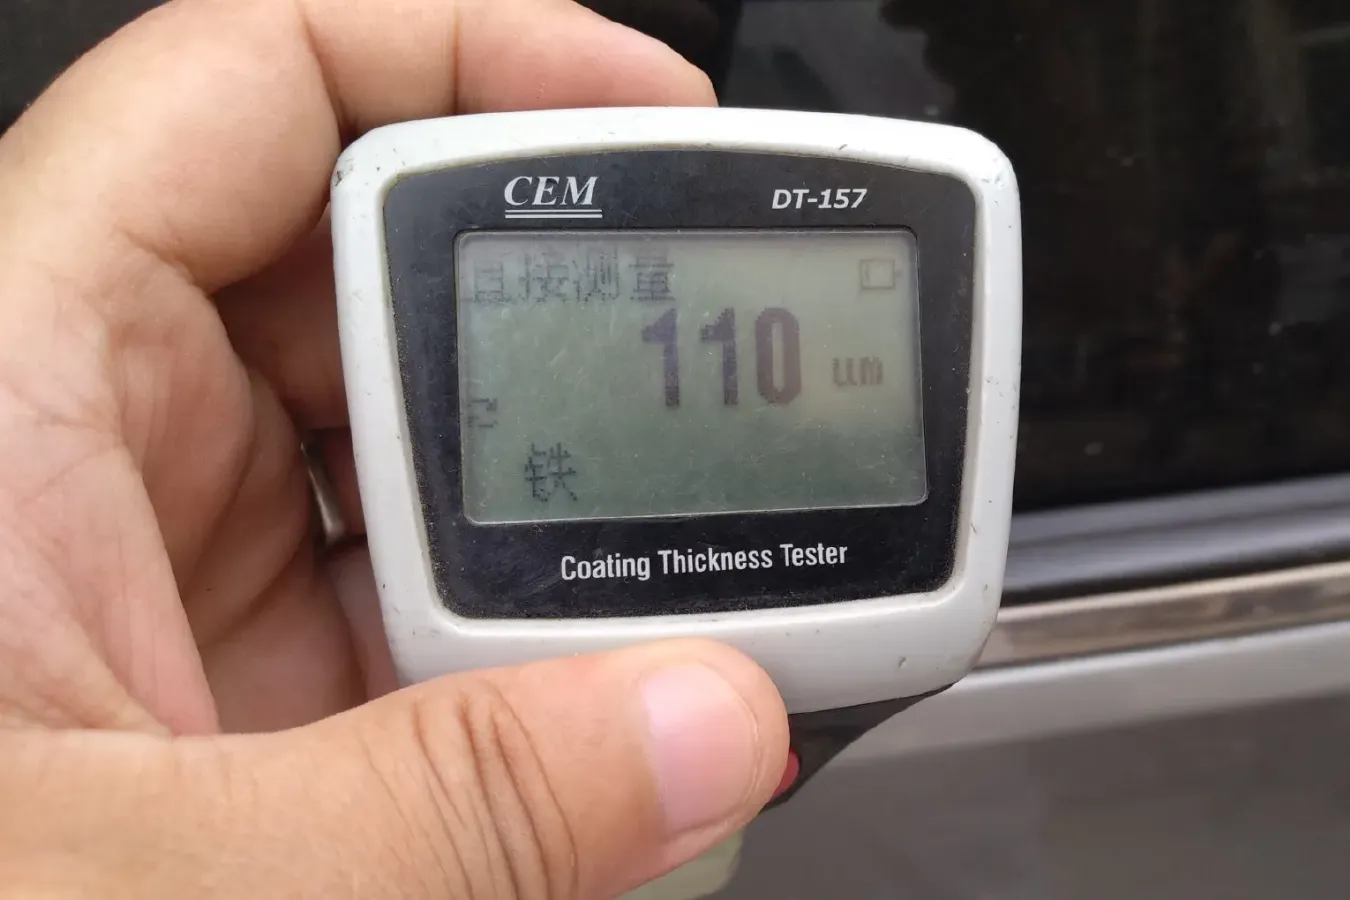 CEM
DT-157
直接测量
110 um
铁
Coating Thickness Tester